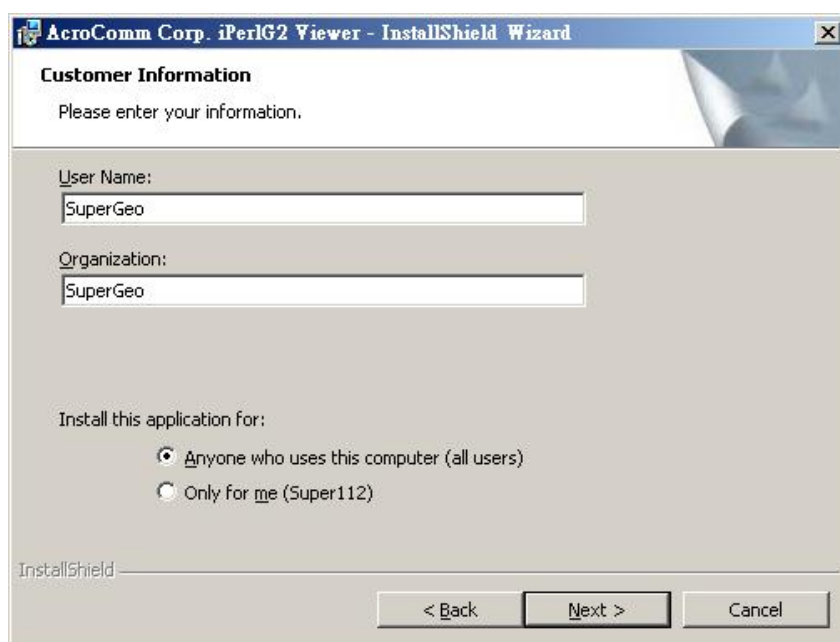 AcroComm Corp. iPerlG2 Viewer - InstallShield Wizard
Customer Information
Please enter your information.
User Name:
SuperGeo
Organization:
SuperGeo
Install this application for:
Anyone who uses this computer (all users)
Only for me (Super112)
InstallShield
< Back Next > Cancel